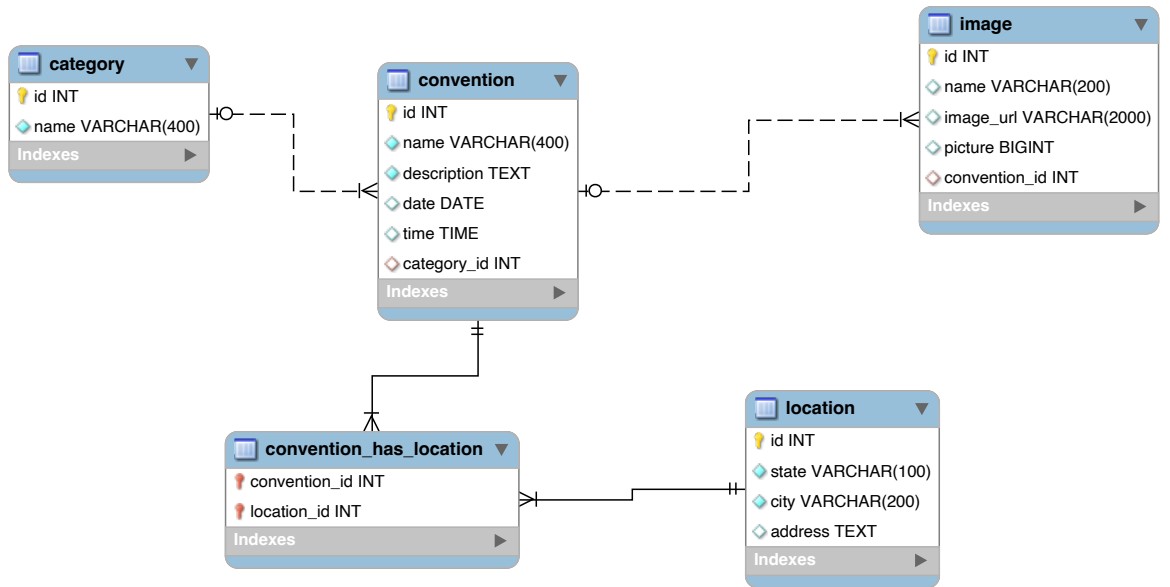 category
id INT
name VARCHAR(400)
Indexes
convention
id INT
name VARCHAR(400)
description TEXT
date DATE
time TIME
category_id INT
Indexes
image
id INT
name VARCHAR(200)
image_url VARCHAR(2000)
picture BIGINT
convention_id INT
Indexes
convention_has_location
convention_id INT
location_id INT
Indexes
location
id INT
state VARCHAR(100)
city VARCHAR(200)
address TEXT
Indexes